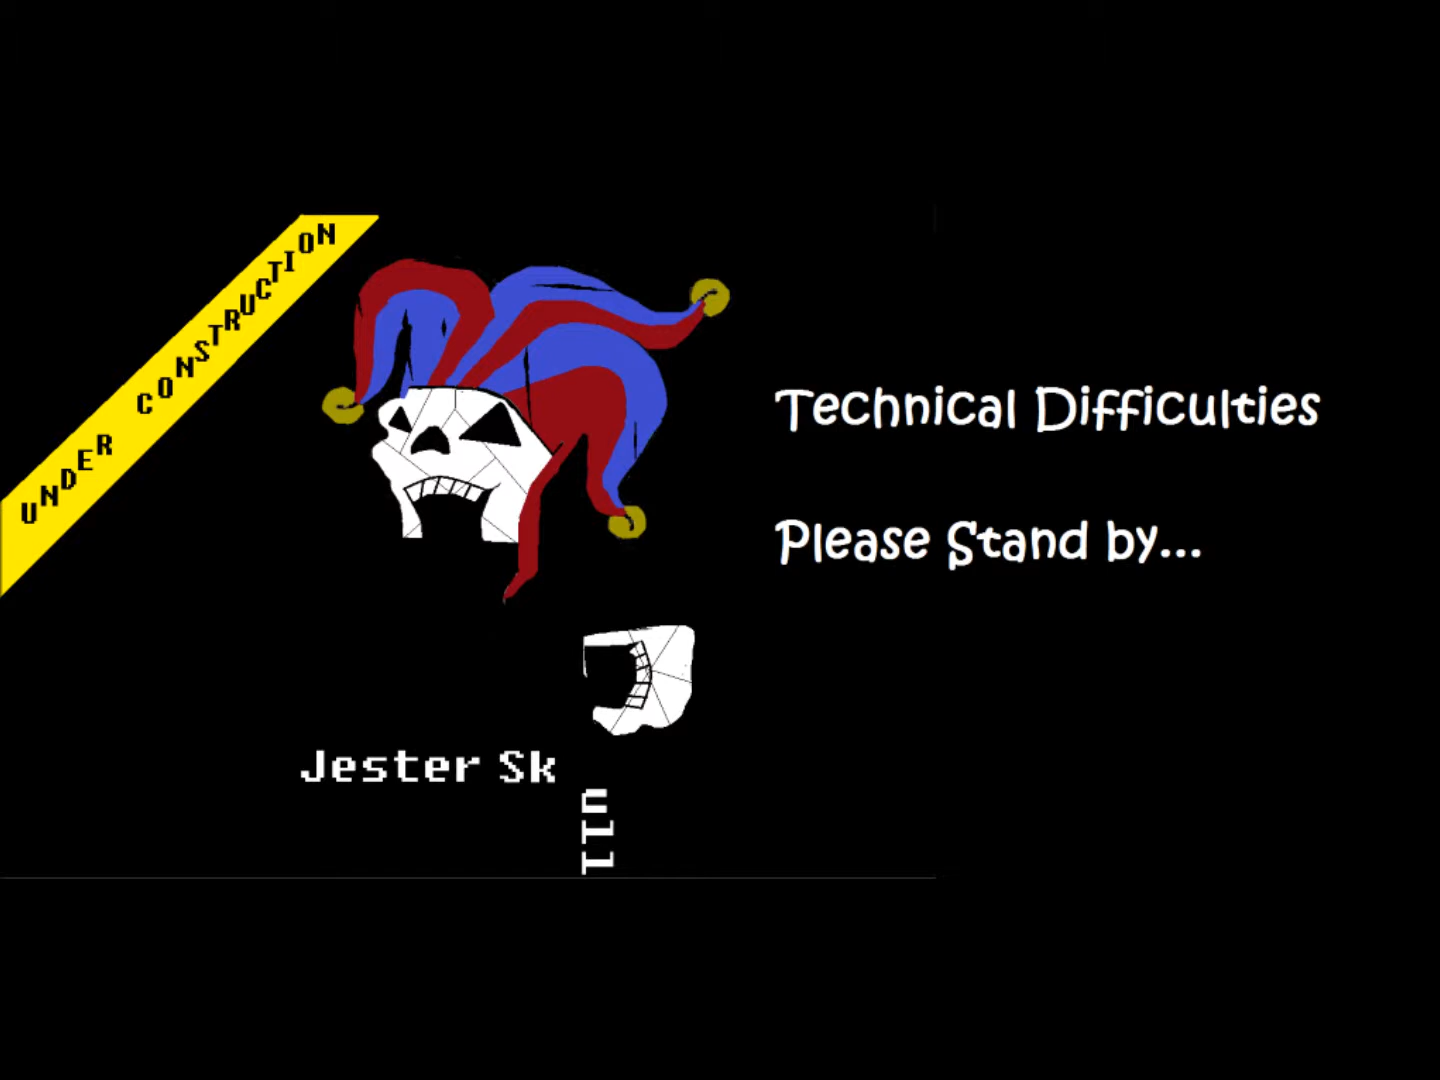 UNDER CONSTRUCTION
Technical Difficulties
Please Stand by...
Jester Sk
ull